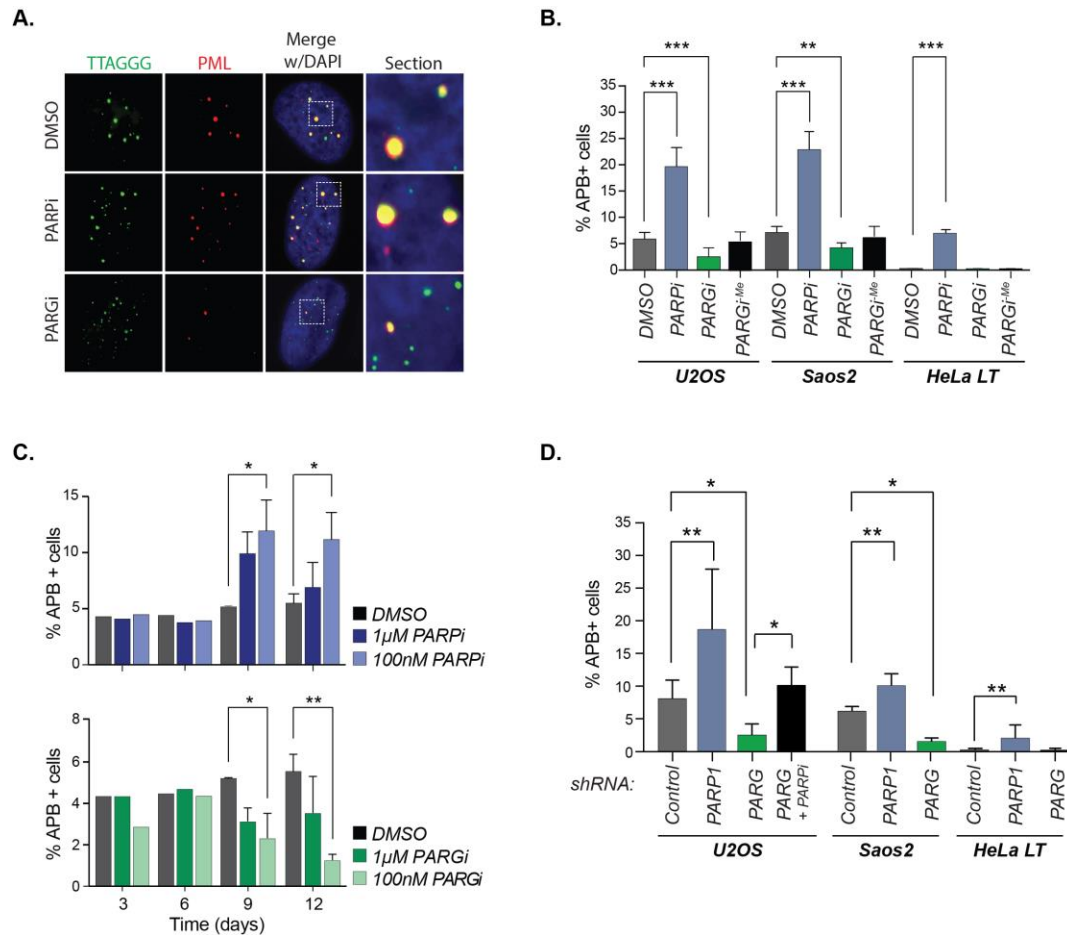 A.
TTAGGG PML Merge w/DAPI Section
DMSO
PARPi
PARGi
B.
*** ** ***
*** ***
% APB+ cells
35
30
25
20
15
10
5
0
DMSO PARPi PARGi PARGi-Me DMSO PARPi PARGi PARGi-Me DMSO PARPi PARGi PARGi-Me
U2OS Saos2 HeLa LT
C.
* *
% APB + cells
15
10
5
0
DMSO
1µM PARPi
100nM PARPi
* **
% APB + cells
8
6
4
2
0
DMSO
1µM PARGi
100nM PARGi
3 6 9 12
Time (days)
D.
* *
** **
* **
% APB+ cells
35
30
25
20
15
10
5
0
shRNA: Control PARP1 PARG PARG + PARPi Control PARP1 PARG Control PARP1 PARG
U2OS Saos2 HeLa LT